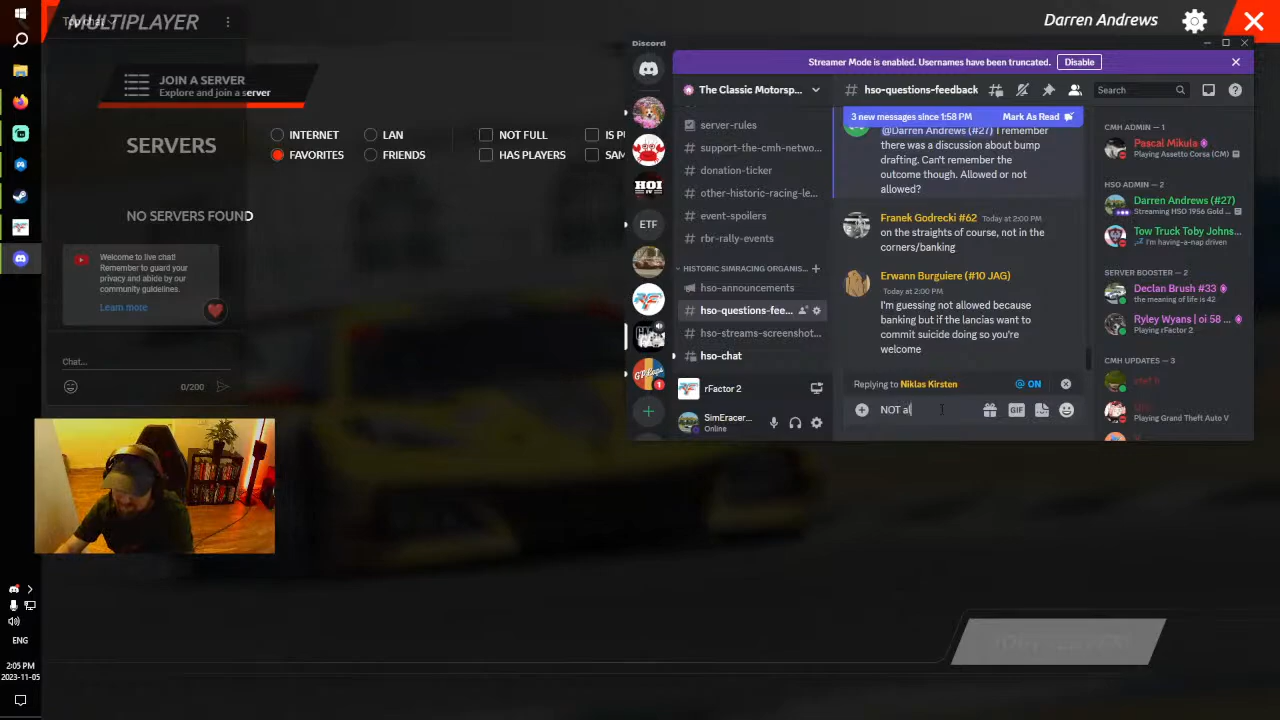 MULTIPLAYER
Darren Andrews
Discord
Streamer Mode is enabled. Usernames have been truncated.
Disable
JOIN A SERVER
Explore and join a server
SERVERS
INTERNET
LAN
NOT FULL
FAVORITES
FRIENDS
HAS PLAYERS
NO SERVERS FOUND
Welcome to live chat!
Remember to guard your
privacy and abide by our
community guidelines.
Learn more
Chat...
0/200
The Classic Motorsp...
server-rules
support-the-cmh-netwo...
donation-ticker
other-historic-racing-le...
event-spoilers
rbr-rally-events
HISTORIC SIMRACING ORGANIS...
hso-announcements
hso-questions-fee...
hso-streams-screenshot...
hso-chat
rFactor 2
SimEracer...
Online
HOI
ETF
1
hso-questions-feedback
Search
3 new messages since 1:58 PM
Mark As Read
@Darren Andrews (#27) I remember
there was a discussion about bump
drafting. Can't remember the
outcome though. Allowed or not
allowed?
Franek Godrecki #62 Today at 2:00 PM
on the straights of course, not in the
corners/banking
Erwann Burguiere (#10 JAG)
Today at 2:00 PM
I'm guessing not allowed because
banking but if the lancias want to
commit suicide doing so you're
welcome
Replying to Niklas Kirsten
@ ON
NOT al
CMH ADMIN — 1
Pascal Mikula
Playing Assetto Corsa (CM)
HSO ADMIN — 2
Darren Andrews (#27)
Streaming HSO 1956 Gold ...
Tow Truck Toby Johns...
I'm having-a-nap driven
SERVER BOOSTER — 2
Declan Brush #33
the meaning of life is 42
Ryley Wyans | oi 58 ...
Playing rFactor 2
CMH UPDATES — 3
Playing Grand Theft Auto V
ENG
2:05 PM
2023-11-05